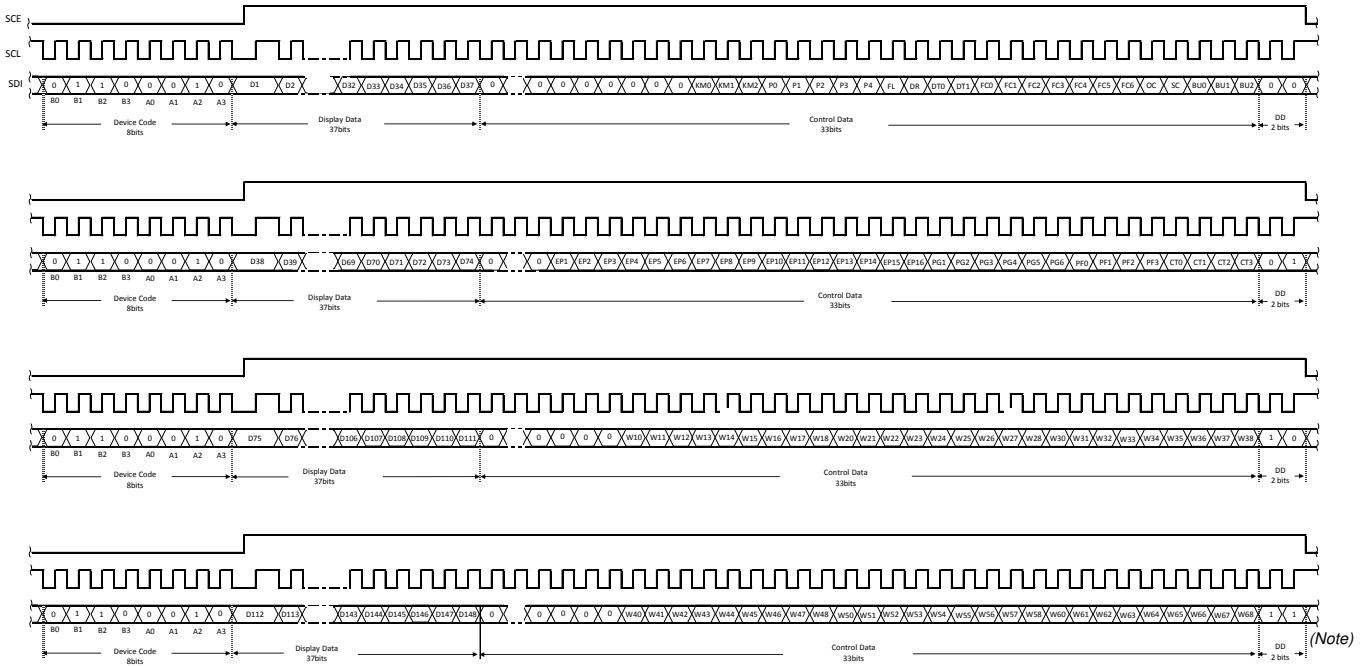 SCE
SCL
SDI 0 1 1 0 0 0 1 0 D1 D2 D32 D33 D34 D35 D36 D37 0 0 0 0 0 0 0 0 KM0 KM1 KM2 P0 P1 P2 P3 P4 FL DR DT0 DT1 FC0 FC1 FC2 FC3 FC4 FC5 FC6 OC SC BU0 BU1 BU2 0 0
B0 B1 B2 B3 A0 A1 A2 A3
Device Code
8bits
Display Data
37bits
Control Data
33bits
DD
2 bits
0 1 1 0 0 0 1 0 D38 D39 D69 D70 D71 D72 D73 D74 0 0 EP1 EP2 EP3 EP4 EP5 EP6 EP7 EP8 EP9 EP10 EP11 EP12 EP13 EP14 EP15 EP16 PG1 PG2 PG3 PG4 PG5 PG6 PF0 PF1 PF2 PF3 CT0 CT1 CT2 CT3 0 1
B0 B1 B2 B3 A0 A1 A2 A3
Device Code
8bits
Display Data
37bits
Control Data
33bits
DD
2 bits
0 1 1 0 0 0 1 0 D75 D76 D106 D107 D108 D109 D110 D111 0 0 0 0 0 W10 W11 W12 W13 W14 W15 W16 W17 W18 W20 W21 W22 W23 W24 W25 W26 W27 W28 W30 W31 W32 W33 W34 W35 W36 W37 W38 1 0
B0 B1 B2 B3 A0 A1 A2 A3
Device Code
8bits
Display Data
37bits
Control Data
33bits
DD
2 bits
0 1 1 0 0 0 1 0 D112 D113 D143 D144 D145 D146 D147 D148 0 0 0 0 0 W40 W41 W42 W43 W44 W45 W46 W47 W48 W50 W51 W52 W53 W54 W55 W56 W57 W58 W60 W61 W62 W63 W64 W65 W66 W67 W68 1 1
(Note)
B0 B1 B2 B3 A0 A1 A2 A3
Device Code
8bits
Display Data
37bits
Control Data
33bits
DD
2 bits